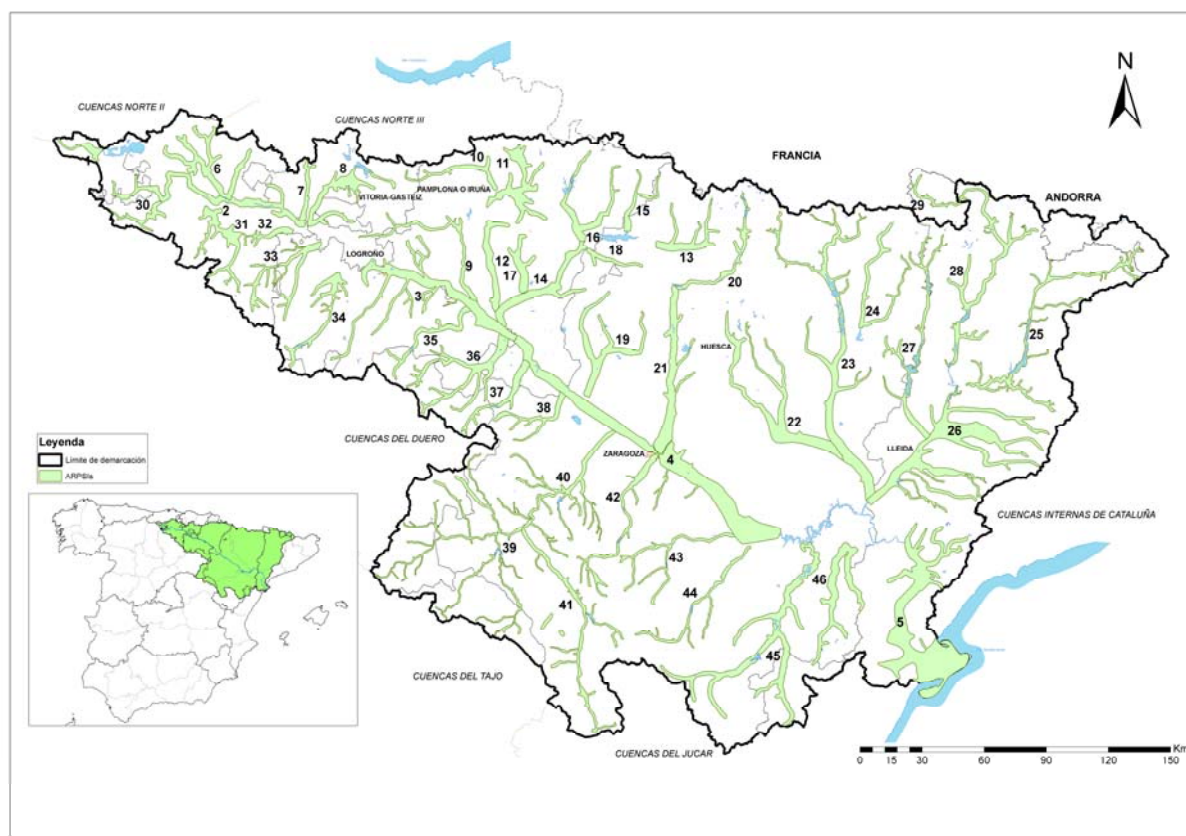 CUENCAS NORTE II
CUENCAS NORTE III
N
FRANCIA
ANDORRA
6
8
10
11
7
VITORIA-GASTEIZ
PAMPLONA O IRUÑA
15
29
30
2
31
32
33
LOGROÑO
9
12
17
14
16
18
13
20
28
3
34
35
36
37
38
19
21
HUESCA
24
23
27
25
22
LLEIDA
26
Leyenda
Límite de demarcación
ARPSIs
CUENCAS DEL DUERO
ZARAGOZA
4
40
42
CUENCAS INTERNAS DE CATALUÑA
39
43
41
44
46
5
45
CUENCAS DEL TAJO
CUENCAS DEL JUCAR
Km
0 15 30 60 90 120 150